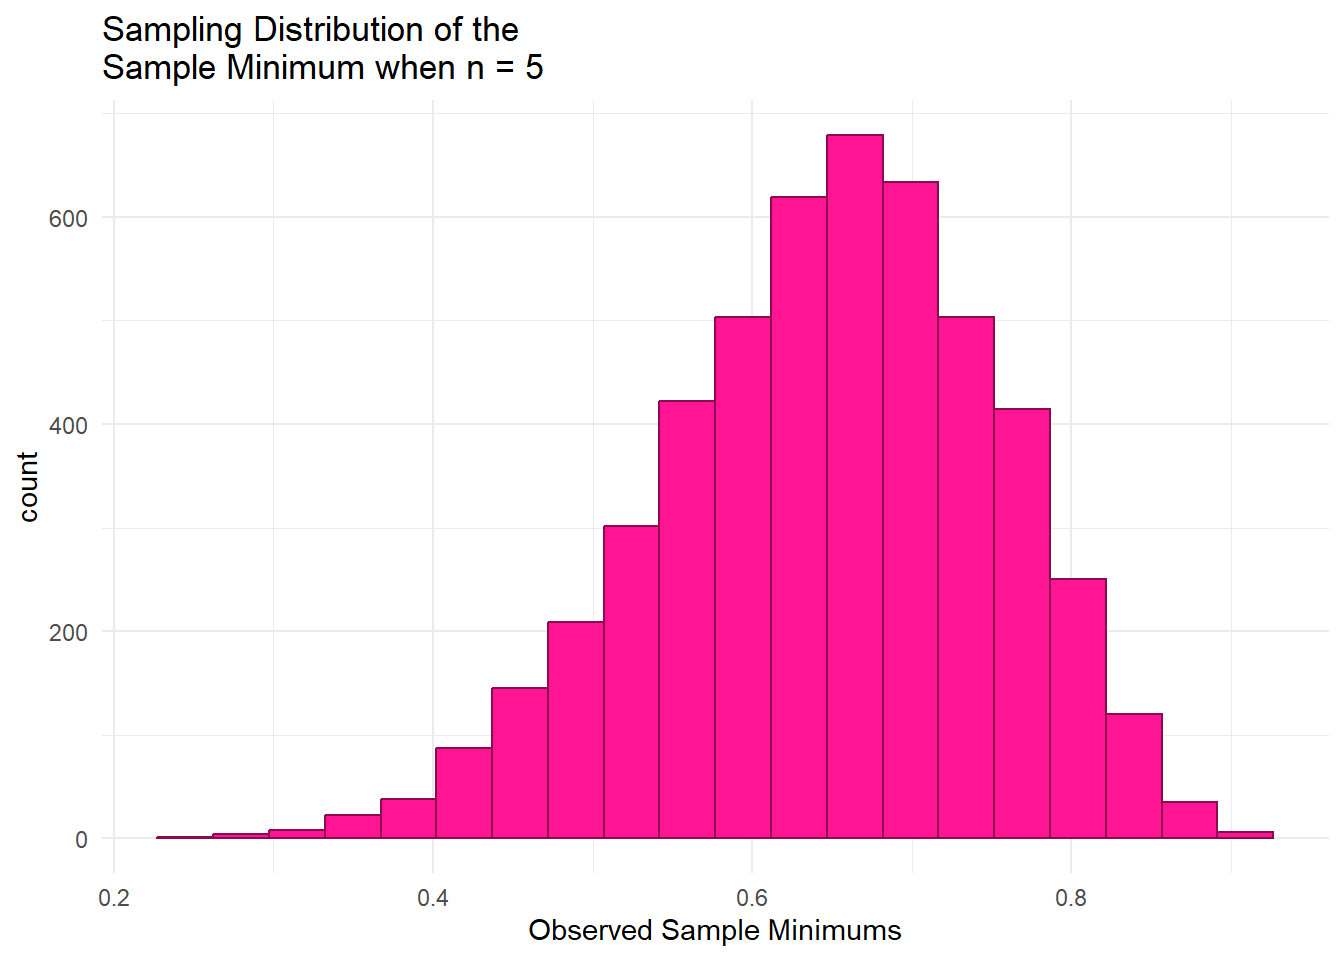 Sampling Distribution of the
Sample Minimum when n = 5
600
400
200
0
count
0.2 0.4 0.6 0.8
Observed Sample Minimums